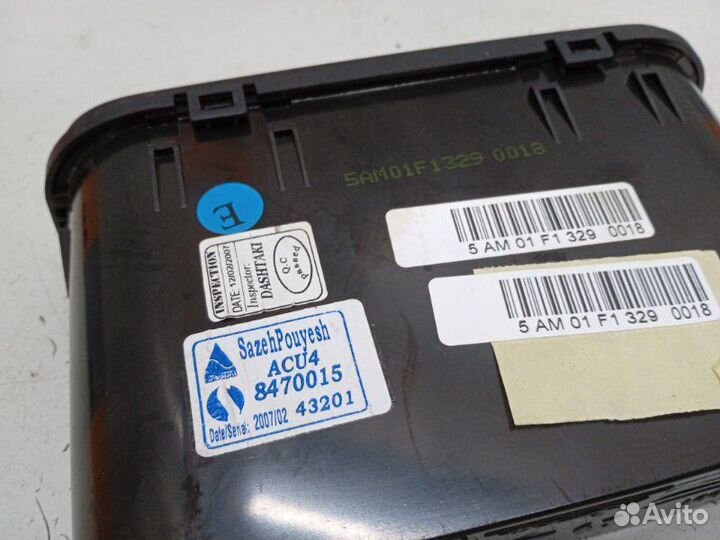 5AM01F1329 0018
5 AM 01 F1 329 0018
5 AM 01 F1 329 0018
E
INSPECTION
DATE: 12/02/2007
Inspector:
DASHTAKI
Q.C
passed
SazehPouyesh
ACU4
8470015
Date/Serial: 2007/02 43201
Avito